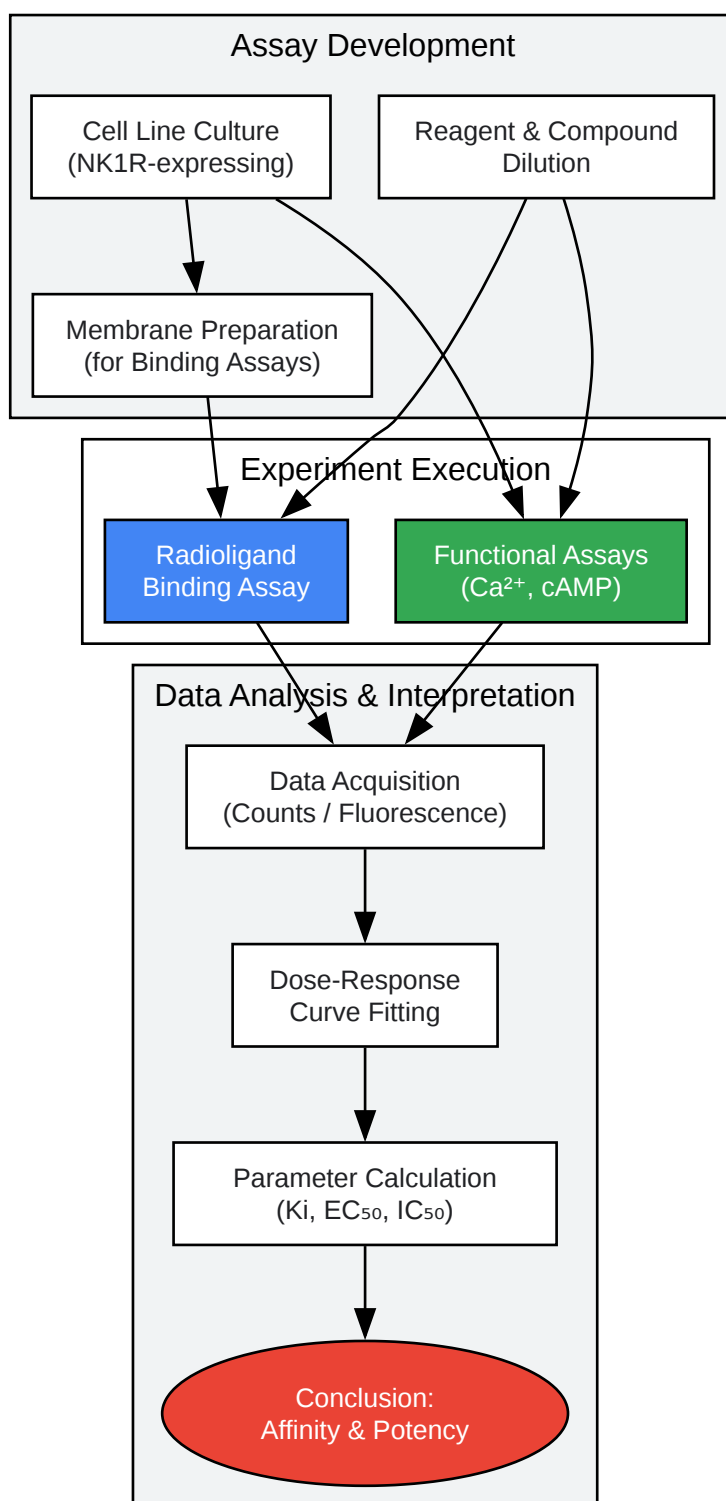 Assay Development
Cell Line Culture
(NK1R-expressing)
Reagent & Compound
Dilution
Membrane Preparation
(for Binding Assays)
Experiment Execution
Radioligand
Binding Assay
Functional Assays
(Ca²⁺, cAMP)
Data Analysis & Interpretation
Data Acquisition
(Counts / Fluorescence)
Dose-Response
Curve Fitting
Parameter Calculation
(Ki, EC₅₀, IC₅₀)
Conclusion:
Affinity & Potency